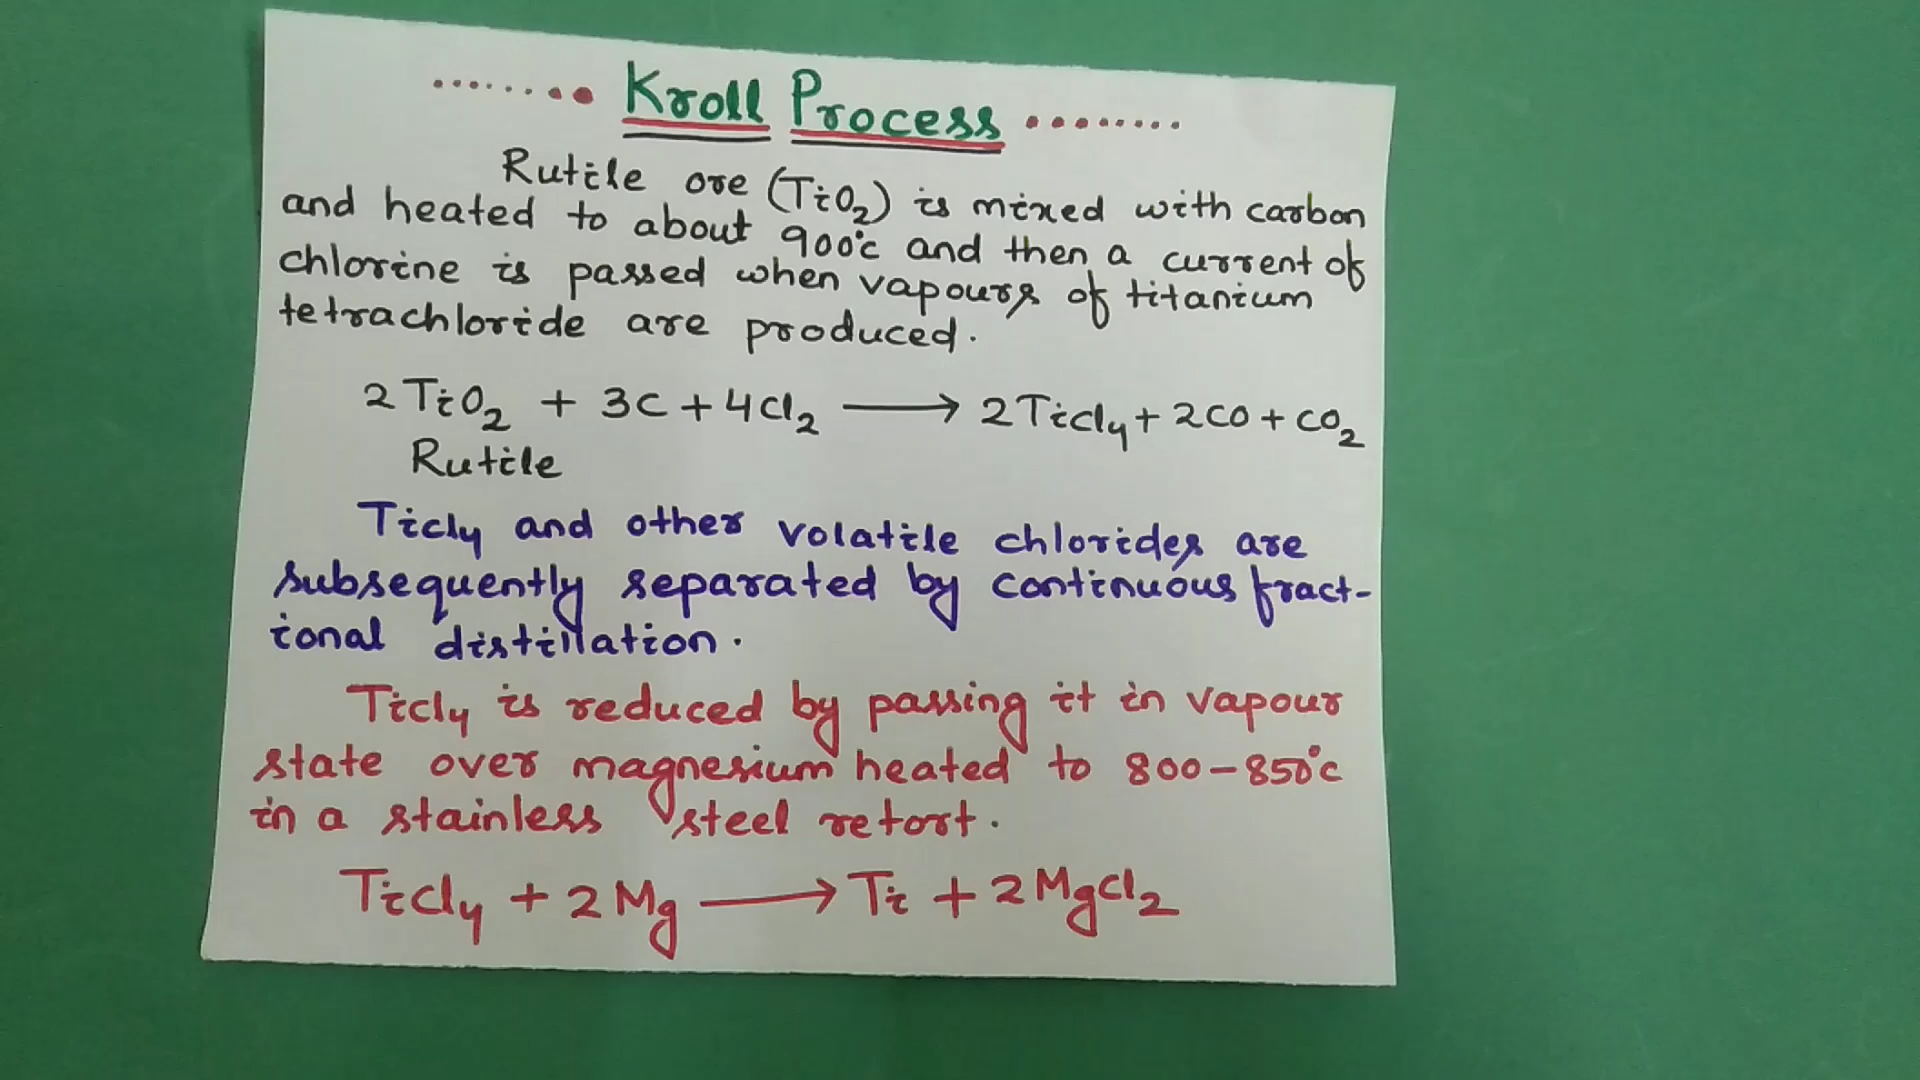 ........ Kroll Process ........
Rutile ore (TiO₂) is mixed with carbon
and heated to about 900°c and then a current of
chlorine is passed when vapours of titanium
tetrachloride are produced.
2TiO₂ + 3C + 4Cl₂ ⟶ 2TiCl₄ + 2CO + CO₂
Rutile
TiCl₄ and other volatile chlorides are
subsequently separated by continuous fract-
ional distillation.
TiCl₄ is reduced by passing it in vapour
state over magnesium heated to 800-850°c
in a stainless steel retort.
TiCl₄ + 2Mg ⟶ Ti + 2MgCl₂